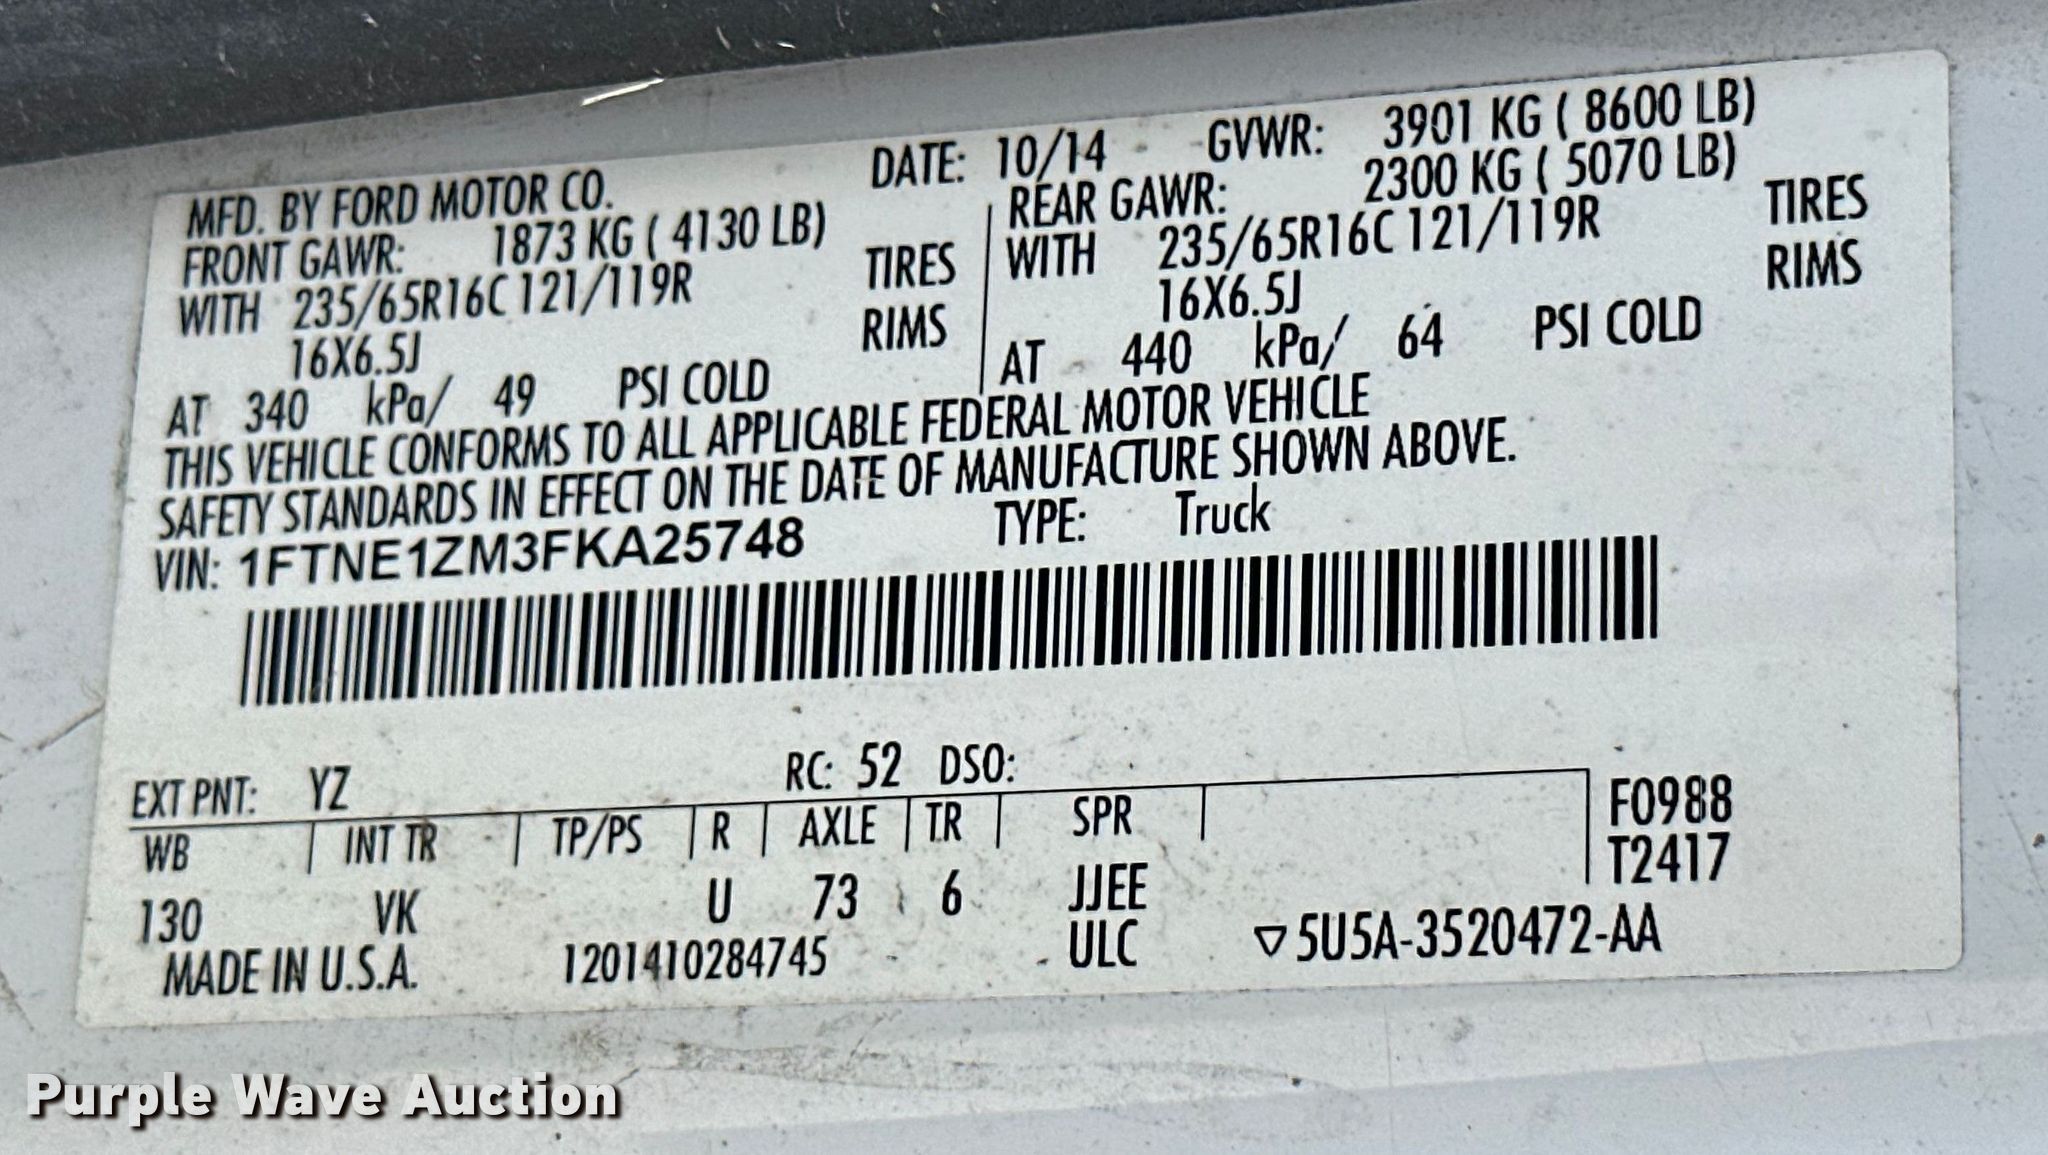 MFD. BY FORD MOTOR CO. DATE: 10/14 GVWR: 3901 KG ( 8600 LB)
FRONT GAWR: 1873 KG ( 4130 LB) REAR GAWR: 2300 KG ( 5070 LB)
WITH 235/65R16C 121/119R TIRES WITH 235/65R16C 121/119R TIRES
16X6.5J RIMS 16X6.5J RIMS
AT 340 kPa/ 49 PSI COLD AT 440 kPa/ 64 PSI COLD
THIS VEHICLE CONFORMS TO ALL APPLICABLE FEDERAL MOTOR VEHICLE
SAFETY STANDARDS IN EFFECT ON THE DATE OF MANUFACTURE SHOWN ABOVE.
VIN: 1FTNE1ZM3FKA25748 TYPE: Truck
EXT PNT: YZ RC: 52 DSO:
WB INT TR TP/PS R AXLE TR SPR F0988
T2417
130 VK U 73 6 JJEE
ULC ▽5U5A-3520472-AA
MADE IN U.S.A. 1201410284745
Purple Wave Auction